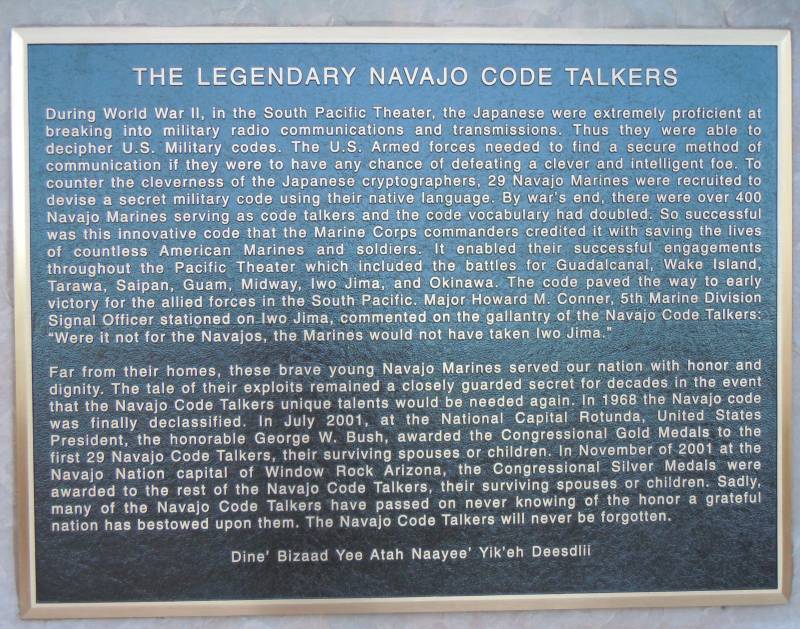 THE LEGENDARY NAVAJO CODE TALKERS
During World War II, in the South Pacific Theater, the Japanese were extremely proficient at
breaking into military radio communications and transmissions. Thus they were able to
decipher U.S. Military codes. The U.S. Armed forces needed to find a secure method of
communication if they were to have any chance of defeating a clever and intelligent foe. To
counter the cleverness of the Japanese cryptographers, 29 Navajo Marines were recruited to
devise a secret military code using their native language. By war's end, there were over 400
Navajo Marines serving as code talkers and the code vocabulary had doubled. So successful
was this innovative code that the Marine Corps commanders credited it with saving the lives
of countless American Marines and soldiers. It enabled their successful engagements
throughout the Pacific Theater which included the battles for Guadalcanal, Wake Island,
Tarawa, Saipan, Guam, Midway, Iwo Jima, and Okinawa. The code paved the way to early
victory for the allied forces in the South Pacific. Major Howard M. Conner, 5th Marine Division
Signal Officer stationed on Iwo Jima, commented on the gallantry of the Navajo Code Talkers:
“Were it not for the Navajos, the Marines would not have taken Iwo Jima.”
Far from their homes, these brave young Navajo Marines served our nation with honor and
dignity. The tale of their exploits remained a closely guarded secret for decades in the event
that the Navajo Code Talkers unique talents would be needed again. In 1968 the Navajo code
was finally declassified. In July 2001, at the National Capital Rotunda, United States
President, the honorable George W. Bush, awarded the Congressional Gold Medals to the
first 29 Navajo Code Talkers, their surviving spouses or children. In November of 2001 at the
Navajo Nation capital of Window Rock Arizona, the Congressional Silver Medals were
awarded to the rest of the Navajo Code Talkers, their surviving spouses or children. Sadly,
many of the Navajo Code Talkers have passed on never knowing of the honor a grateful
nation has bestowed upon them. The Navajo Code Talkers will never be forgotten.
Dine' Bizaad Yee Atah Naayee' Yik'eh Deesdlii